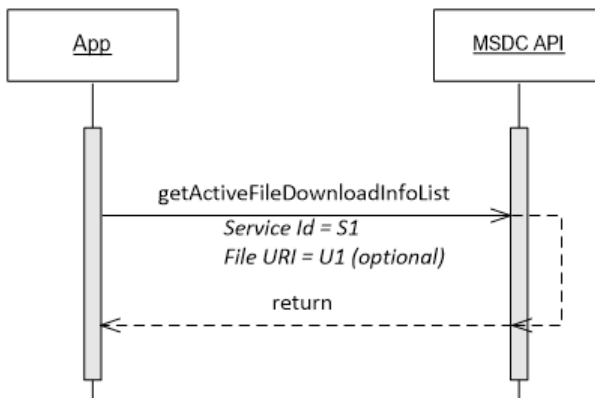 App
MSDC API
getActiveFileDownloadInfoList
Service Id = S1
File URI = U1 (optional)
return